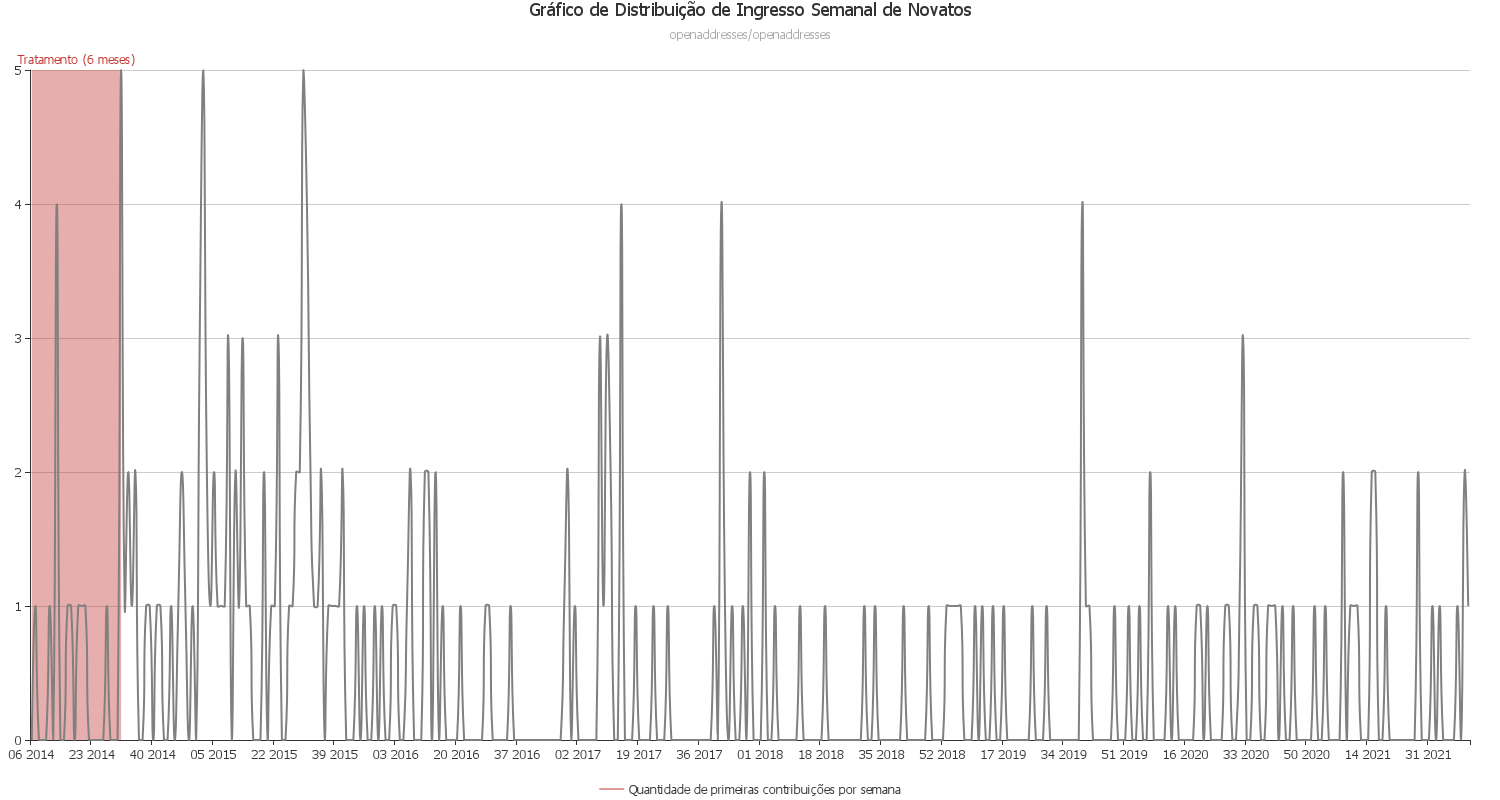 Gráfico de Distribuição de Ingresso Semanal de Novatos
openaddresses/openaddresses
Tratamento (6 meses)
5
4
3
2
1
0
06 2014 23 2014 40 2014 05 2015 22 2015 39 2015 03 2016 20 2016 37 2016 02 2017 19 2017 36 2017 01 2018 18 2018 35 2018 52 2018 17 2019 34 2019 51 2019 16 2020 33 2020 50 2020 14 2021 31 2021
Quantidade de primeiras contribuições por semana